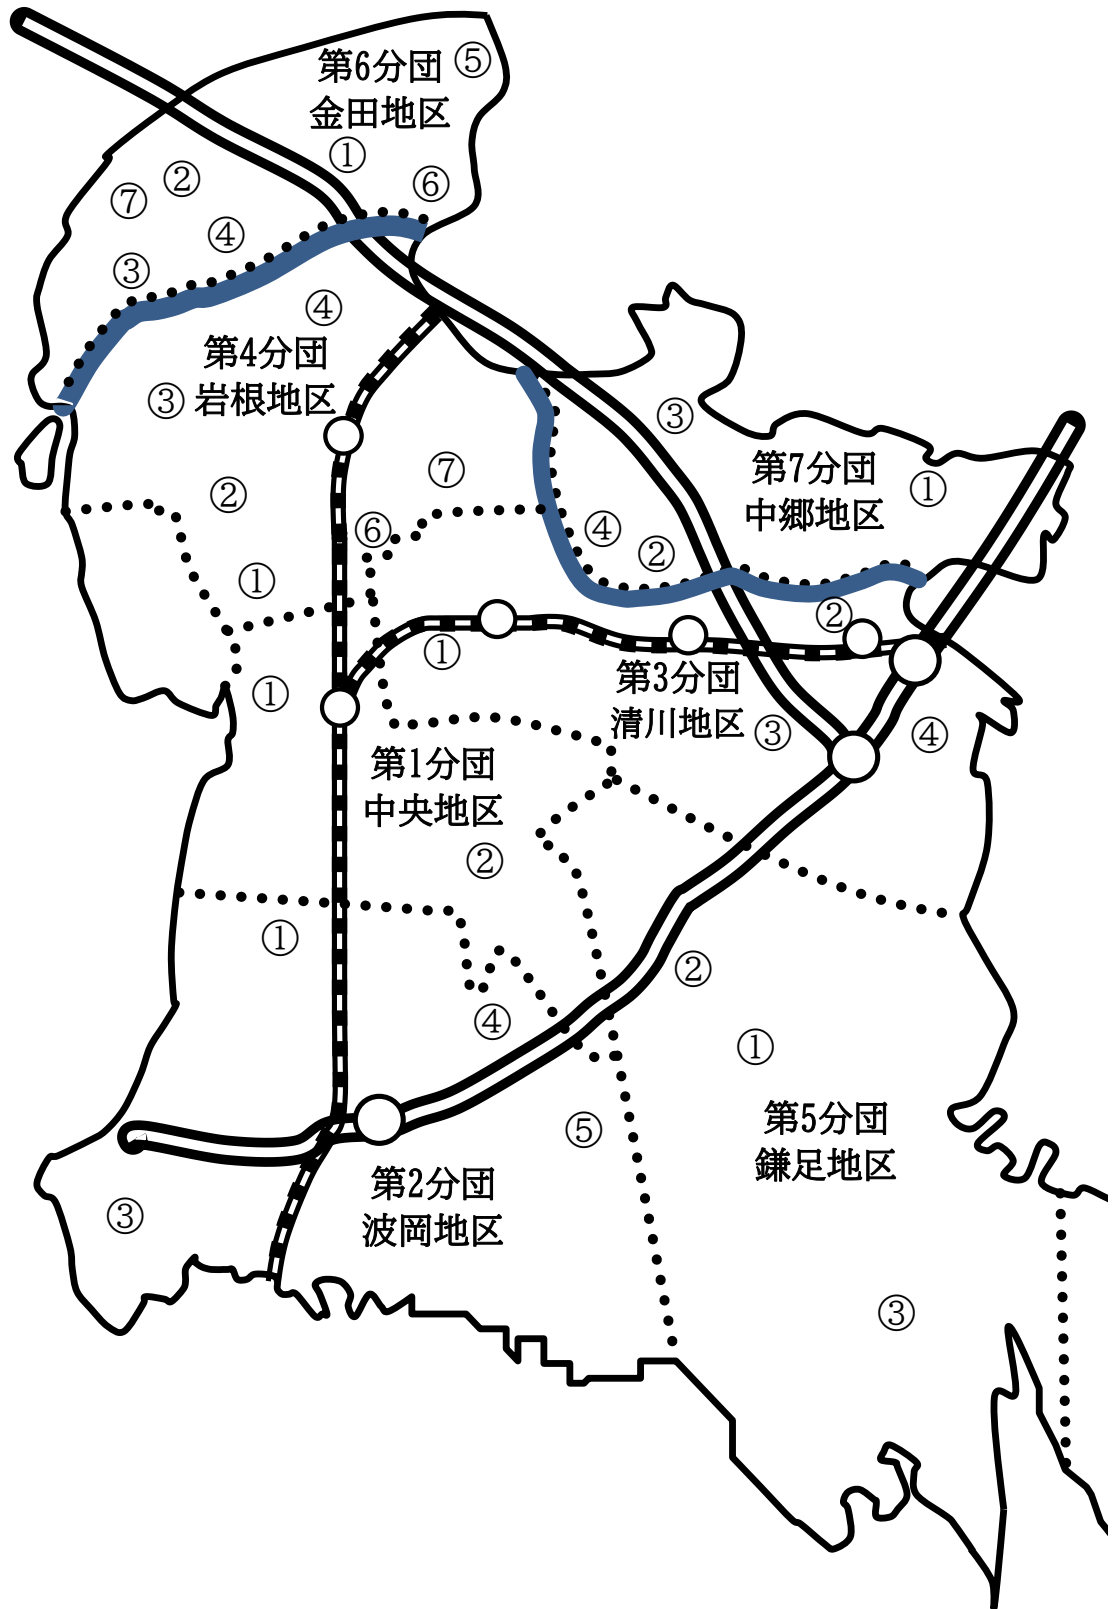 第6分団
金田地区
⑤
①
②
⑥
⑦
④
③
④
第4分団
岩根地区
③
②
⑦
⑥
①
③
第7分団
中郷地区
①
④
②
②
①
第3分団
清川地区
③
④
①
第1分団
中央地区
②
①
④
②
①
⑤
第5分団
鎌足地区
第2分団
波岡地区
③
③